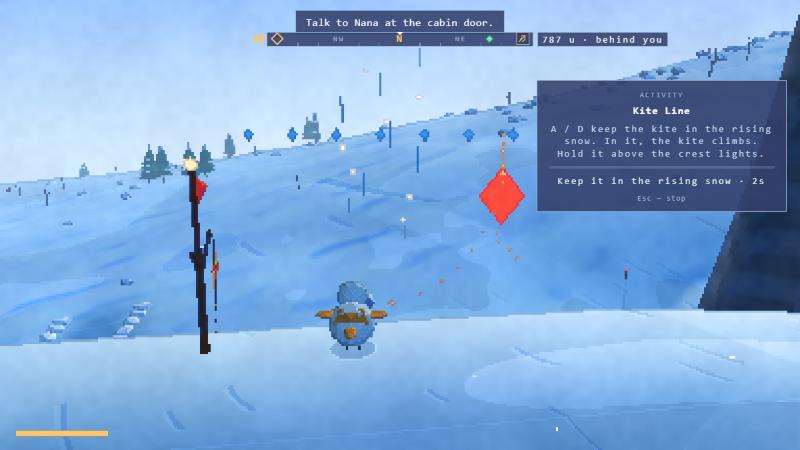 Talk to Nana at the cabin door.
NW N NE
787 u · behind you
ACTIVITY
Kite Line
A / D keep the kite in the rising
snow. In it, the kite climbs.
Hold it above the crest lights.
Keep it in the rising snow · 2s
Esc — stop